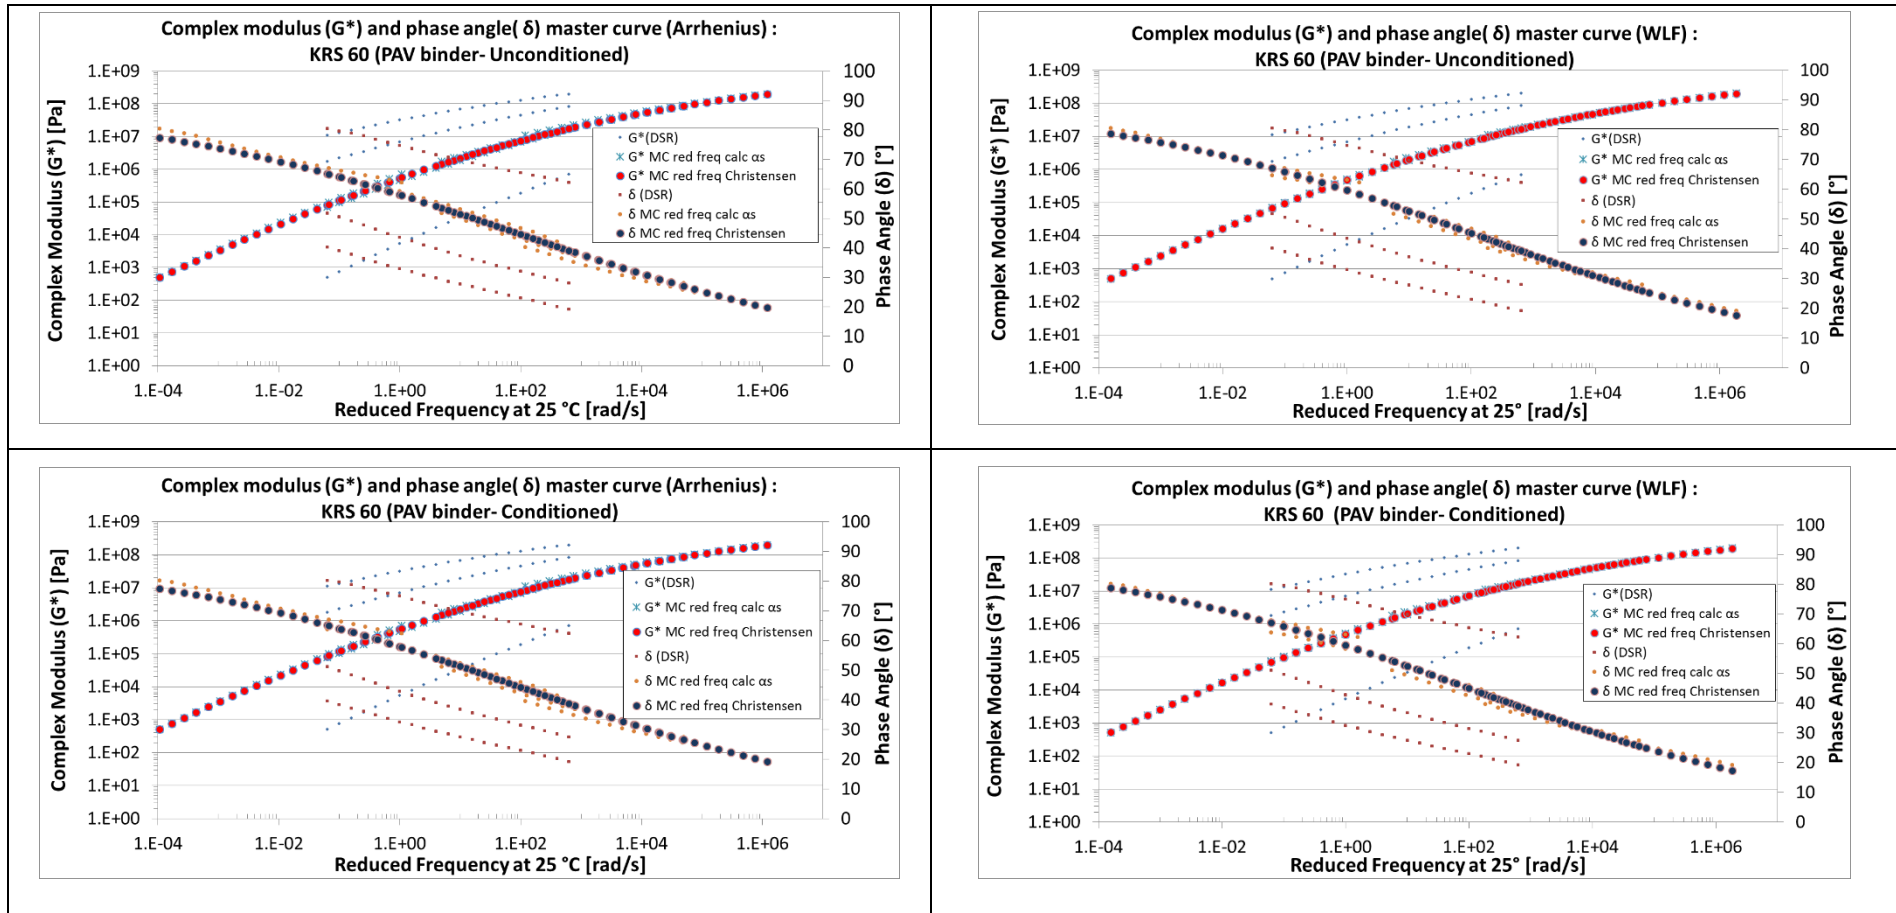 Complex modulus (G*) and phase angle( δ) master curve (Arrhenius) :
KRS 60 (PAV binder- Unconditioned)
Complex Modulus (G*) [Pa]
1.E+09
1.E+08
1.E+07
1.E+06
1.E+05
1.E+04
1.E+03
1.E+02
1.E+01
1.E+00
100
90
80
70
60
50
40
30
20
10
0
Phase Angle (δ) [°]
G*(DSR)
G* MC red freq calc αs
G* MC red freq Christensen
δ (DSR)
δ MC red freq calc αs
δ MC red freq Christensen
1.E-04 1.E-02 1.E+00 1.E+02 1.E+04 1.E+06
Reduced Frequency at 25 °C [rad/s]
Complex modulus (G*) and phase angle( δ) master curve (WLF) :
KRS 60 (PAV binder- Unconditioned)
Complex Modulus (G*) [Pa]
1.E+09
1.E+08
1.E+07
1.E+06
1.E+05
1.E+04
1.E+03
1.E+02
1.E+01
1.E+00
100
90
80
70
60
50
40
30
20
10
0
Phase Angle (δ) [°]
G*(DSR)
G* MC red freq calc αs
G* MC red freq Christensen
δ (DSR)
δ MC red freq calc αs
δ MC red freq Christensen
1.E-04 1.E-02 1.E+00 1.E+02 1.E+04 1.E+06
Reduced Frequency at 25° [rad/s]
Complex modulus (G*) and phase angle( δ) master curve (Arrhenius) :
KRS 60 (PAV binder- Conditioned)
Complex Modulus (G*) [Pa]
1.E+09
1.E+08
1.E+07
1.E+06
1.E+05
1.E+04
1.E+03
1.E+02
1.E+01
1.E+00
100
90
80
70
60
50
40
30
20
10
0
Phase Angle (δ) [°]
G*(DSR)
G* MC red freq calc αs
G* MC red freq Christensen
δ (DSR)
δ MC red freq calc αs
δ MC red freq Christensen
1.E-04 1.E-02 1.E+00 1.E+02 1.E+04 1.E+06
Reduced Frequency at 25 °C [rad/s]
Complex modulus (G*) and phase angle( δ) master curve (WLF) :
KRS 60 (PAV binder- Conditioned)
Complex Modulus (G*) [Pa]
1.E+09
1.E+08
1.E+07
1.E+06
1.E+05
1.E+04
1.E+03
1.E+02
1.E+01
1.E+00
100
90
80
70
60
50
40
30
20
10
0
Phase Angle (δ) [°]
G*(DSR)
G* MC red freq calc αs
G* MC red freq Christensen
δ (DSR)
δ MC red freq calc αs
δ MC red freq Christensen
1.E-04 1.E-02 1.E+00 1.E+02 1.E+04 1.E+06
Reduced Frequency at 25° [rad/s]